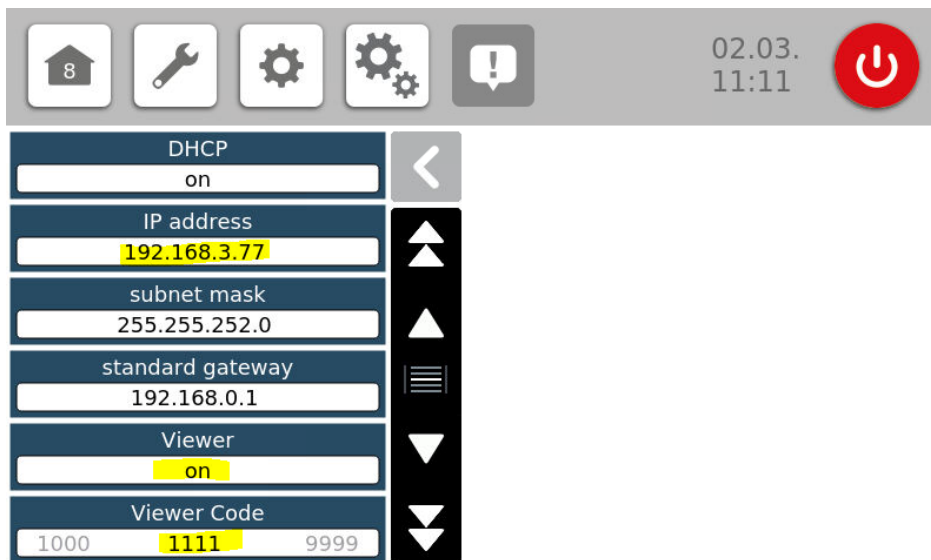 8
!
02.03.
11:11
DHCP
on
IP address
192.168.3.77
subnet mask
255.255.252.0
standard gateway
192.168.0.1
Viewer
on
Viewer Code
1000 1111 9999